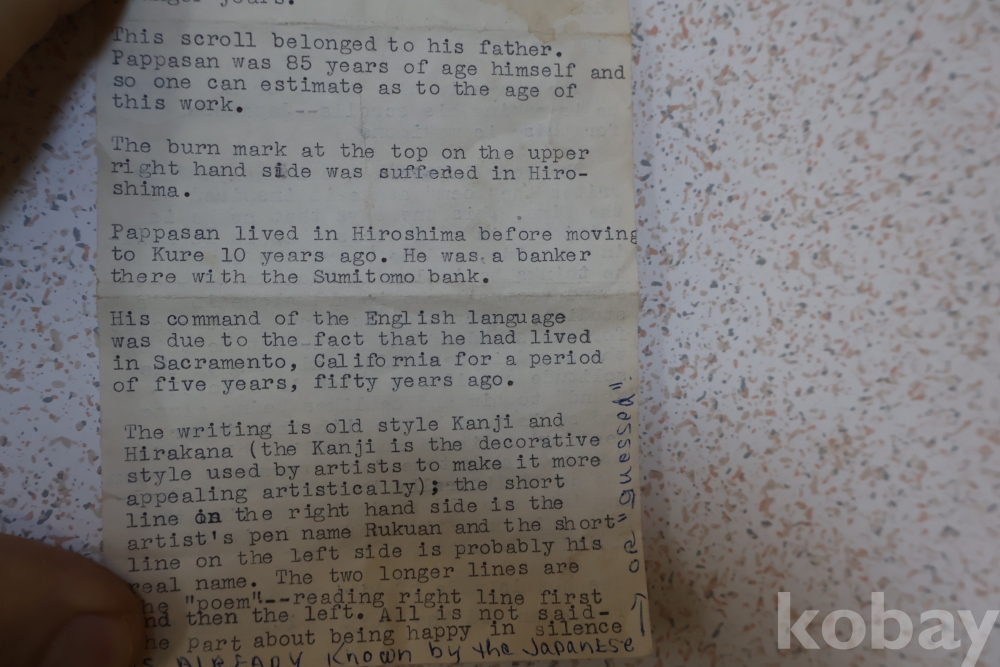 years.
This scroll belonged to his father.
Pappasan was 85 years of age himself and
so one can estimate as to the age of
this work.
The burn mark at the top on the upper
right hand side was suffeded in Hiro-
shima.
Pappasan lived in Hiroshima before moving
to Kure 10 years ago. He was a banker
there with the Sumitomo bank.
His command of the English language
was due to the fact that he had lived
in Sacramento, California for a period
of five years, fifty years ago.
The writing is old style Kanji and
Hirakana (the Kanji is the decorative
style used by artists to make it more
appealing artistically); the short
line on the right hand side is the
artist's pen name Rukuan and the short
line on the left side is probably his
real name. The two longer lines are
he "poem"--reading right line first
nd then the left. All is not said-
he part about being happy in silence
ALREADY Known by the Japanese
kobay